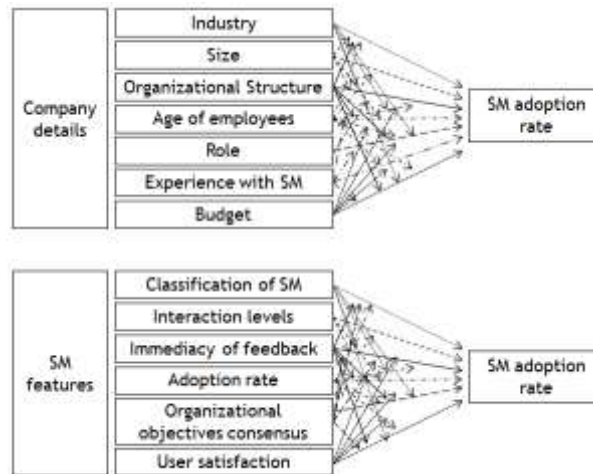 Industry
Size
Organizational Structure
Company
details
Age of employees
Role
Experience with SM
Budget
SM adoption
rate
Classification of SM
Interaction levels
Immediacy of feedback
SM
features
Adoption rate
Organizational
objectives consensus
User satisfaction
SM adoption
rate